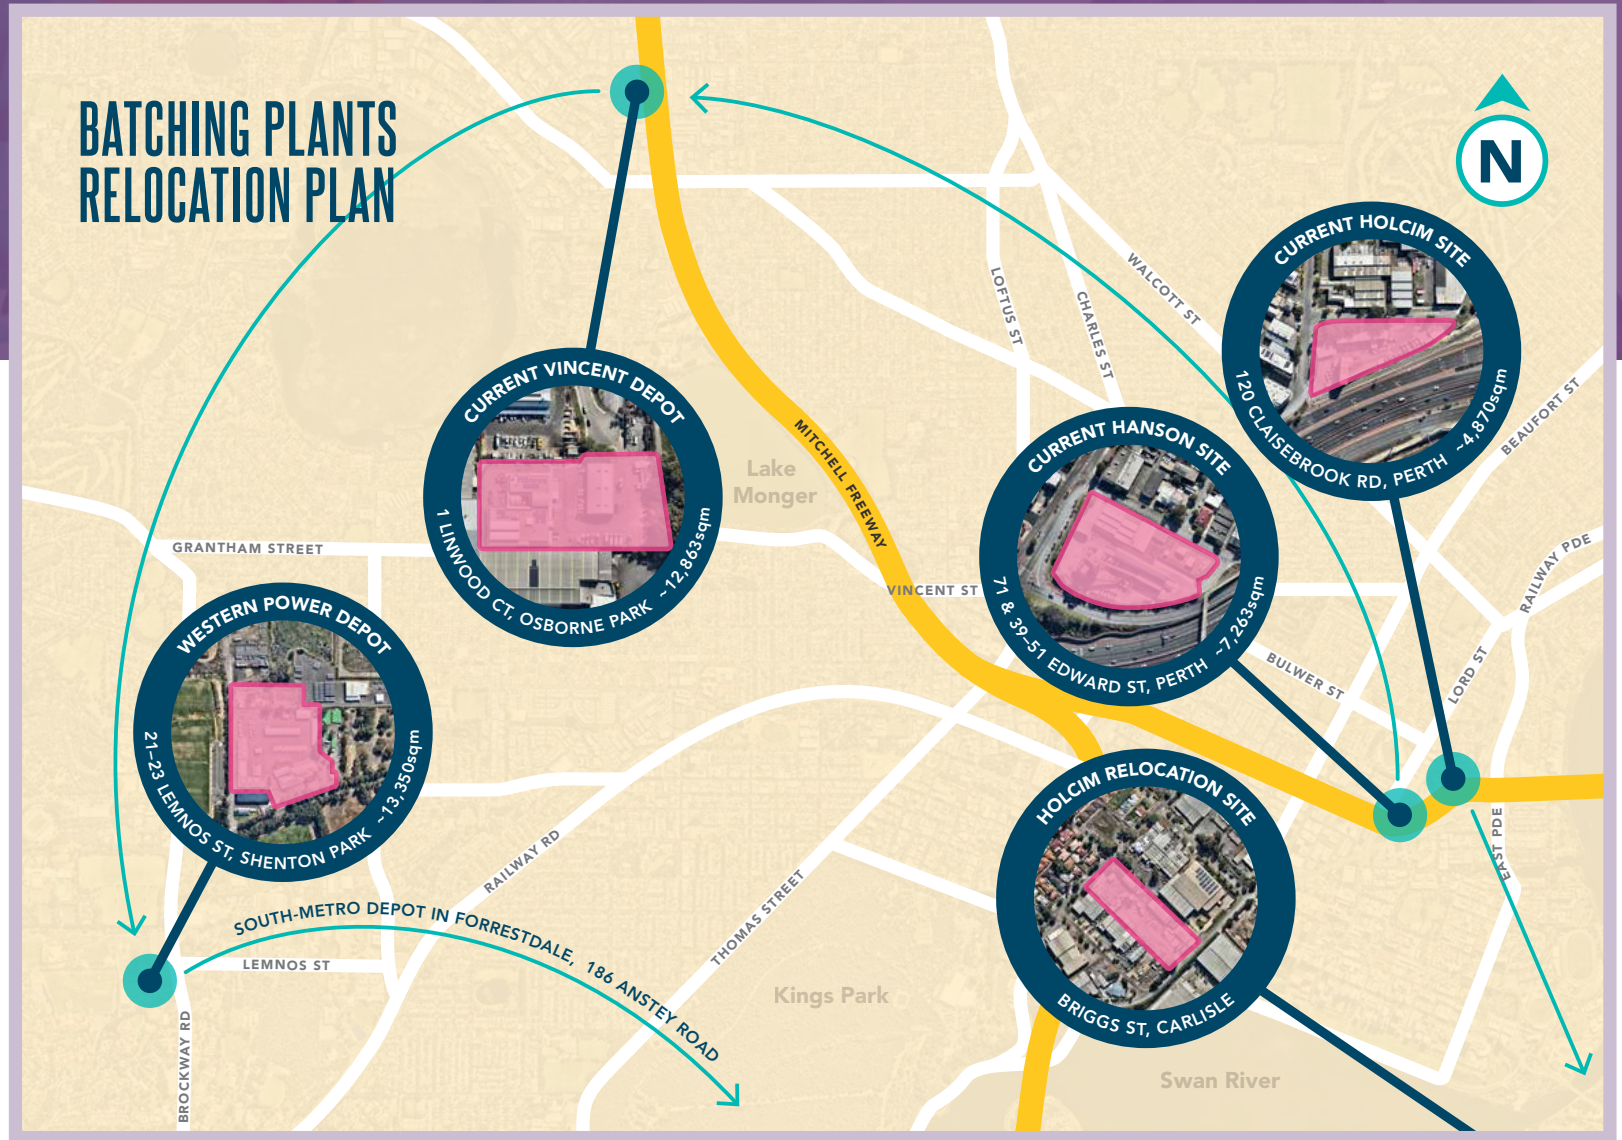 BATCHING PLANTS
RELOCATION PLAN
N
CURRENT HOLCIM SITE
120 CLAISEBROOK RD, PERTH ~4,870sqm
WALCOTT ST
LOFTUS ST
CHARLES ST
BEAUFORT ST
CURRENT VINCENT DEPOT
1 LINWOOD CT, OSBORNE PARK ~12,863sqm
Lake
Monger
MITCHELL FREEWAY
CURRENT HANSON SITE
71 & 39–51 EDWARD ST, PERTH ~7,263sqm
GRANTHAM STREET
VINCENT ST
RAILWAY PDE
WESTERN POWER DEPOT
21–23 LEMNOS ST, SHENTON PARK ~13,350sqm
BULWER ST
LORD ST
HOLCIM RELOCATION SITE
BRIGGS ST, CARLISLE
EAST PDE
RAILWAY RD
THOMAS STREET
SOUTH-METRO DEPOT IN FORRESTDALE, 186 ANSTEY ROAD
LEMNOS ST
Kings Park
BROCKWAY RD
Swan River